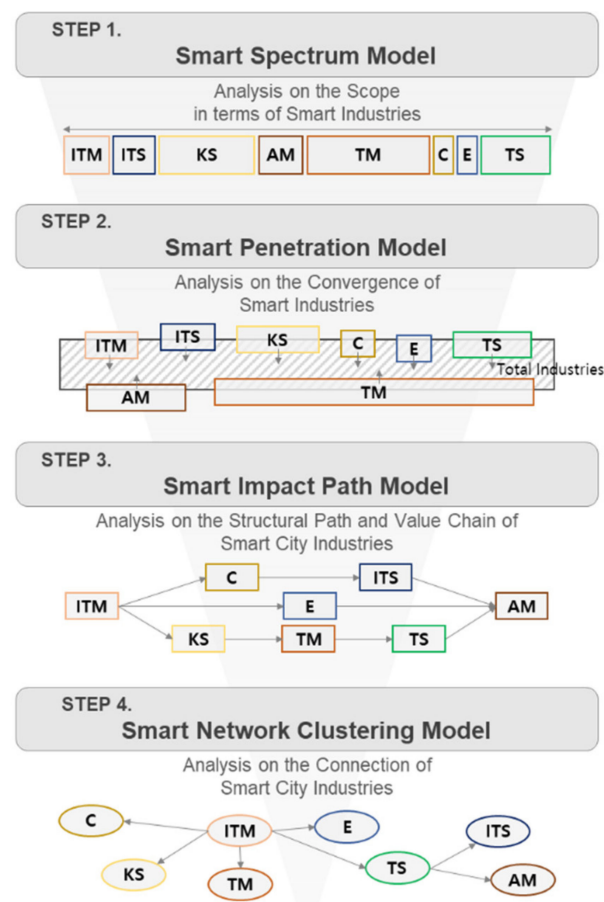 STEP 1.
Smart Spectrum Model
Analysis on the Scope
in terms of Smart Industries
ITM ITS KS AM TM C E TS
STEP 2.
Smart Penetration Model
Analysis on the Convergence of
Smart Industries
ITM ITS KS C E TS
Total Industries
AM TM
STEP 3.
Smart Impact Path Model
Analysis on the Structural Path and Value Chain of
Smart City Industries
C ITS
ITM E AM
KS TM TS
STEP 4.
Smart Network Clustering Model
Analysis on the Connection of
Smart City Industries
C ITM E ITS
KS TM TS AM